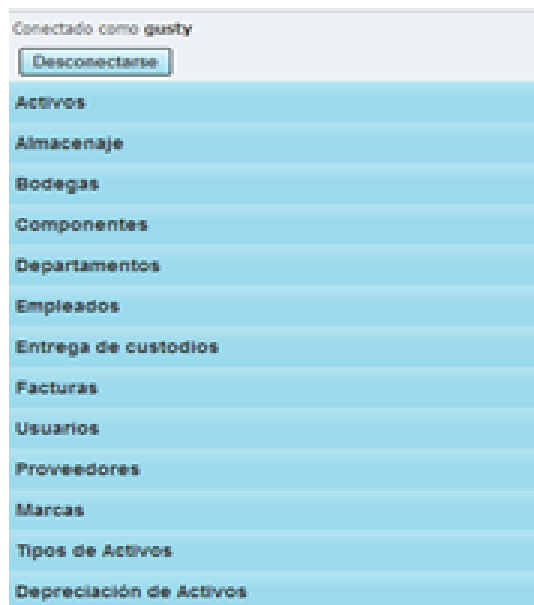 Conectado como gusty
Desconectarse
Activos
Almacenaje
Bodegas
Componentes
Departamentos
Empleados
Entrega de custodios
Facturas
Usuarios
Proveedores
Marcas
Tipos de Activos
Depreciación de Activos